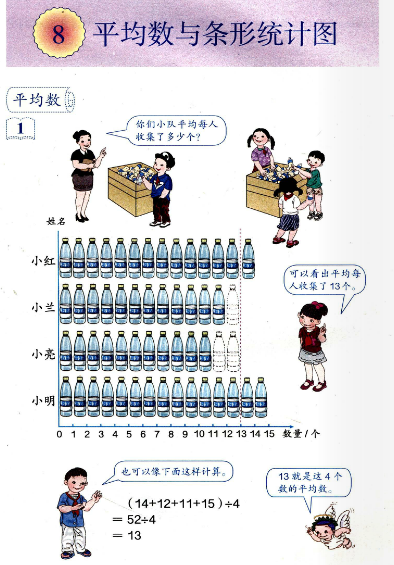 8 平均数与条形统计图
平均数
1
你们小队平均每人
收集了多少个?
姓名
小红
小兰
小亮
小明
可以看出平均每
人收集了13个。
0 1 2 3 4 5 6 7 8 9 10 11 12 13 14 15 数量/个
也可以像下面这样计算。
(14+12+11+15)÷4
=52÷4
=13
13 就是这 4 个
数的平均数。